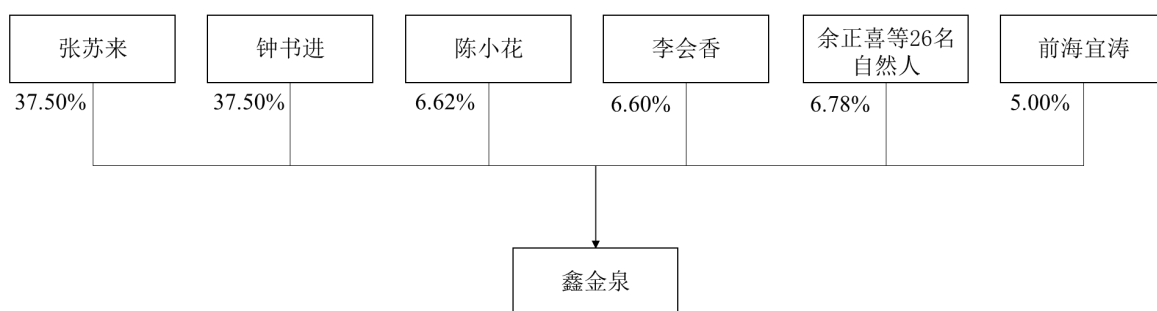 张苏来
钟书进
陈小花
李会香
余正喜等26名
自然人
前海宜涛
37.50%
37.50%
6.62%
6.60%
6.78%
5.00%
鑫金泉